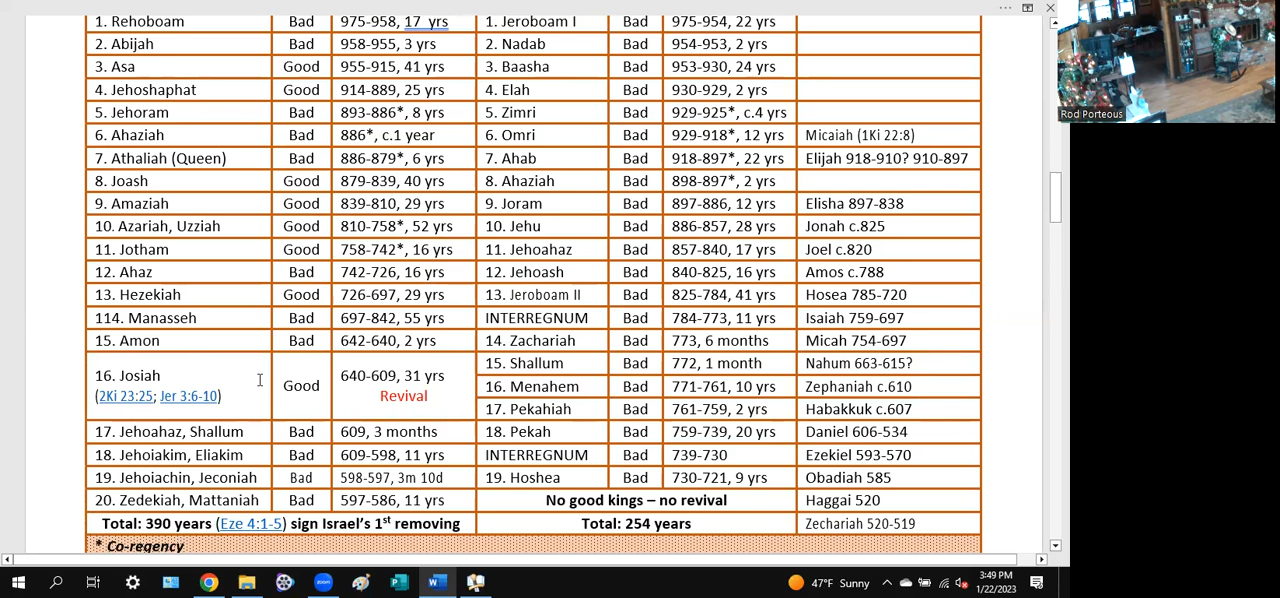 1. Rehoboam Bad 975-958, 17 yrs 1. Jeroboam I Bad 975-954, 22 yrs
2. Abijah Bad 958-955, 3 yrs 2. Nadab Bad 954-953, 2 yrs
3. Asa Good 955-915, 41 yrs 3. Baasha Bad 953-930, 24 yrs
4. Jehoshaphat Good 914-889, 25 yrs 4. Elah Bad 930-929, 2 yrs
5. Jehoram Bad 893-886*, 8 yrs 5. Zimri Bad 929-925*, c.4 yrs
6. Ahaziah Bad 886*, c.1 year 6. Omri Bad 929-918*, 12 yrs Micaiah (1Ki 22:8)
7. Athaliah (Queen) Bad 886-879*, 6 yrs 7. Ahab Bad 918-897*, 22 yrs Elijah 918-910? 910-897
8. Joash Good 879-839, 40 yrs 8. Ahaziah Bad 898-897*, 2 yrs
9. Amaziah Good 839-810, 29 yrs 9. Joram Bad 897-886, 12 yrs Elisha 897-838
10. Azariah, Uzziah Good 810-758*, 52 yrs 10. Jehu Bad 886-857, 28 yrs Jonah c.825
11. Jotham Good 758-742*, 16 yrs 11. Jehoahaz Bad 857-840, 17 yrs Joel c.820
12. Ahaz Bad 742-726, 16 yrs 12. Jehoash Bad 840-825, 16 yrs Amos c.788
13. Hezekiah Good 726-697, 29 yrs 13. Jeroboam II Bad 825-784, 41 yrs Hosea 785-720
114. Manasseh Bad 697-842, 55 yrs INTERREGNUM Bad 784-773, 11 yrs Isaiah 759-697
15. Amon Bad 642-640, 2 yrs 14. Zachariah Bad 773, 6 months Micah 754-697
16. Josiah Good 640-609, 31 yrs 15. Shallum Bad 772, 1 month Nahum 663-615?
(2Ki 23:25; Jer 3:6-10) Revival 16. Menahem Bad 771-761, 10 yrs Zephaniah c.610
17. Pekahiah Bad 761-759, 2 yrs Habakkuk c.607
17. Jehoahaz, Shallum Bad 609, 3 months 18. Pekah Bad 759-739, 20 yrs Daniel 606-534
18. Jehoiakim, Eliakim Bad 609-598, 11 yrs INTERREGNUM Bad 739-730 Ezekiel 593-570
19. Jehoiachin, Jeconiah Bad 598-597, 3m 10d 19. Hoshea Bad 730-721, 9 yrs Obadiah 585
20. Zedekiah, Mattaniah Bad 597-586, 11 yrs No good kings – no revival Haggai 520
Total: 390 years (Eze 4:1-5) sign Israel's 1st removing Total: 254 years Zechariah 520-519
* Co-regency
Rod Porteous
zoom
47°F Sunny
3:49 PM
1/22/2023